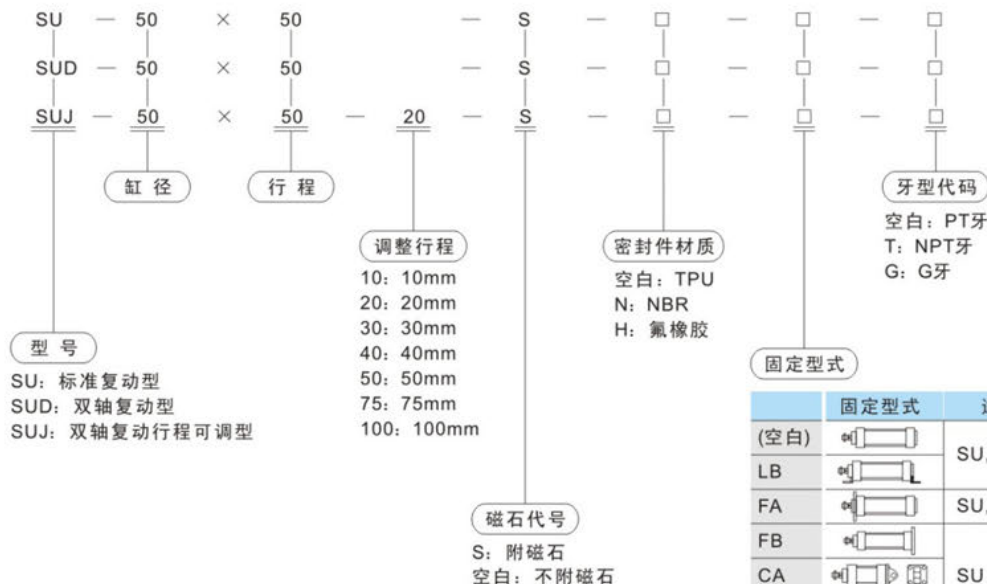 SU — 50 × 50 — S — □ — □ — □
SUD — 50 × 50 — S — □ — □ — □
SUJ — 50 × 50 — 20 — S — □ — □ — □
缸 径
行 程
牙型代码
空白：PT牙
T：NPT牙
G：G牙
调整行程
10：10mm
20：20mm
30：30mm
40：40mm
50：50mm
75：75mm
100：100mm
密封件材质
空白：TPU
N：NBR
H：氟橡胶
型 号
SU：标准复动型
SUD：双轴复动型
SUJ：双轴复动行程可调型
固定型式
固定型式
(空白)
SU
LB
FA SU
FB
CA SU
磁石代号
S：附磁石
空白：不附磁石